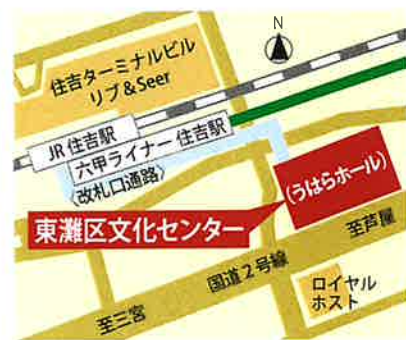 N
住吉ターミナルビル
リブ&Seer
JR 住吉駅
六甲ライナー 住吉駅
〈改札口通路〉
(うはらホール)
東灘区文化センター
至芦屋
国道2号線
至三宮
ロイヤル
ホスト